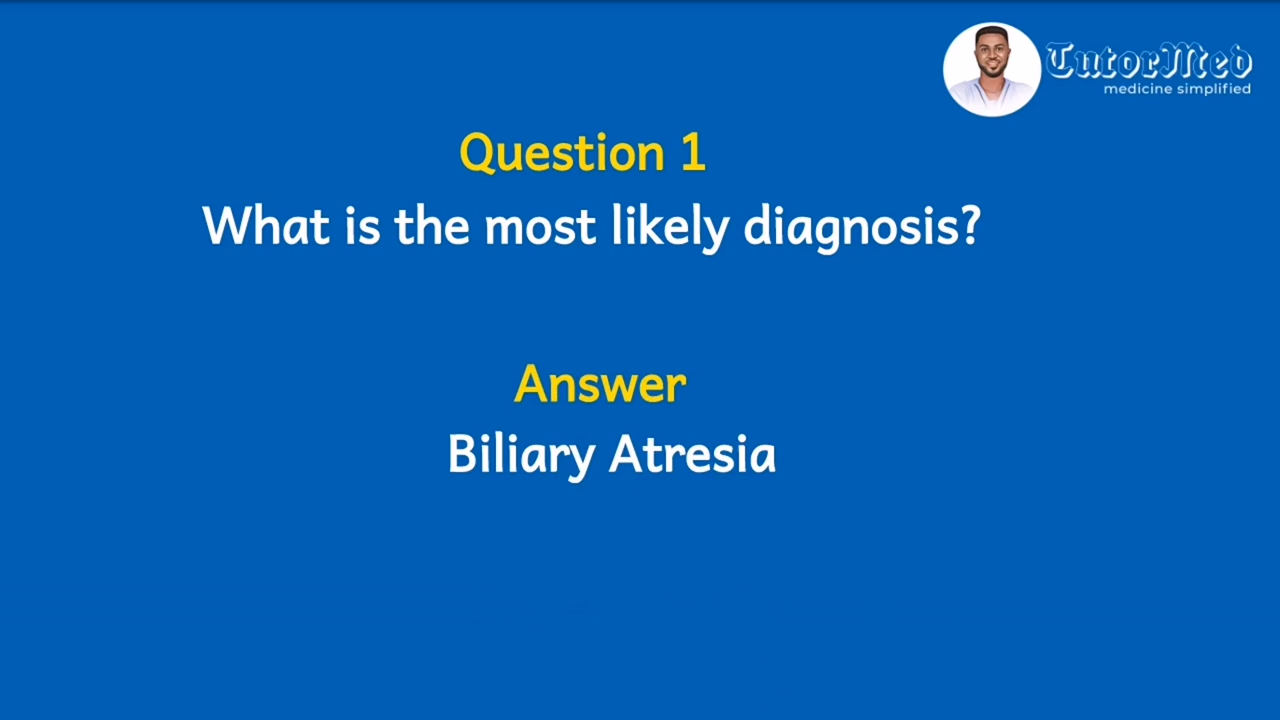 TutorMed
medicine simplified
Question 1
What is the most likely diagnosis?
Answer
Biliary Atresia